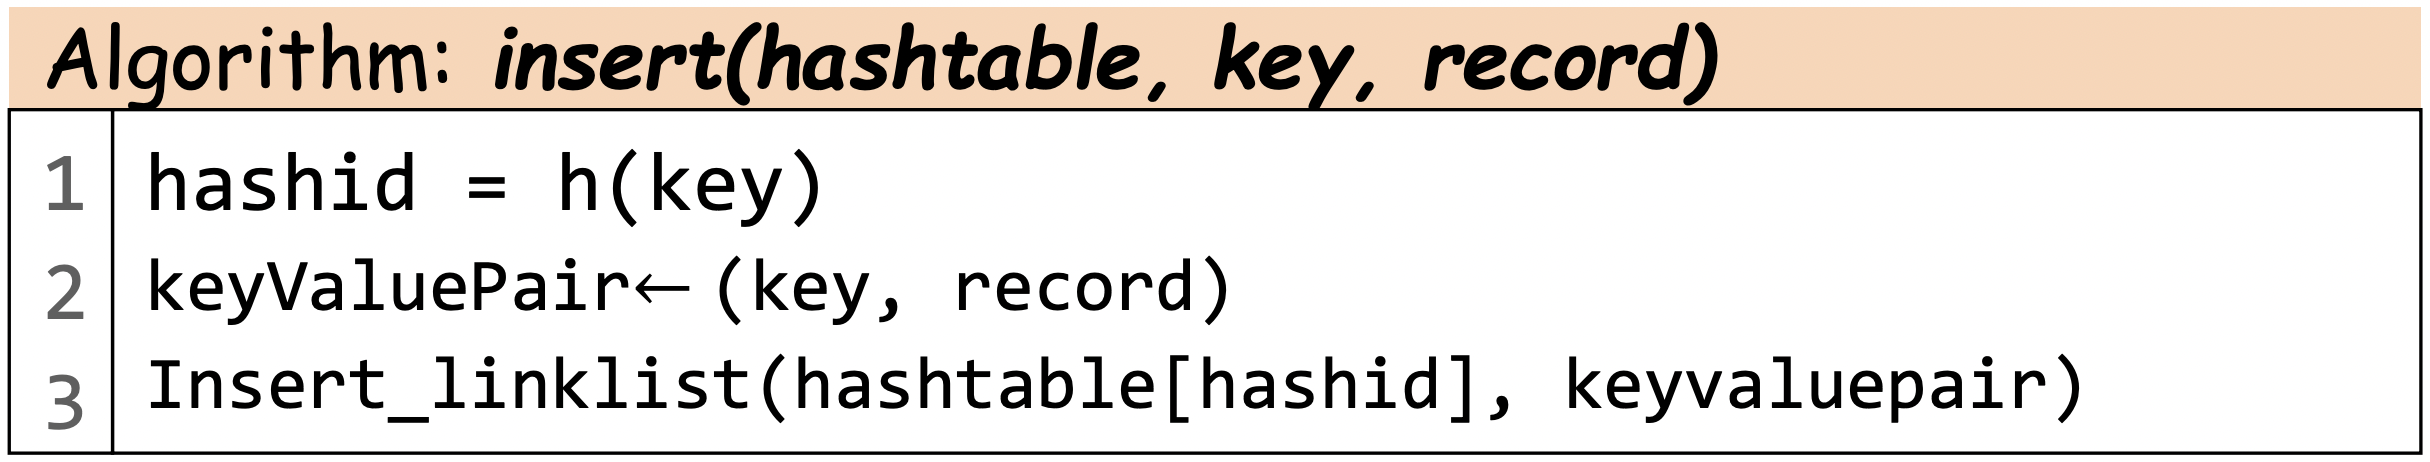 Algorithm: insert(hashtable, key, record)
1 hashid = h(key)
2 keyValuePair← (key, record)
3 Insert_linklist(hashtable[hashid], keyvaluepair)